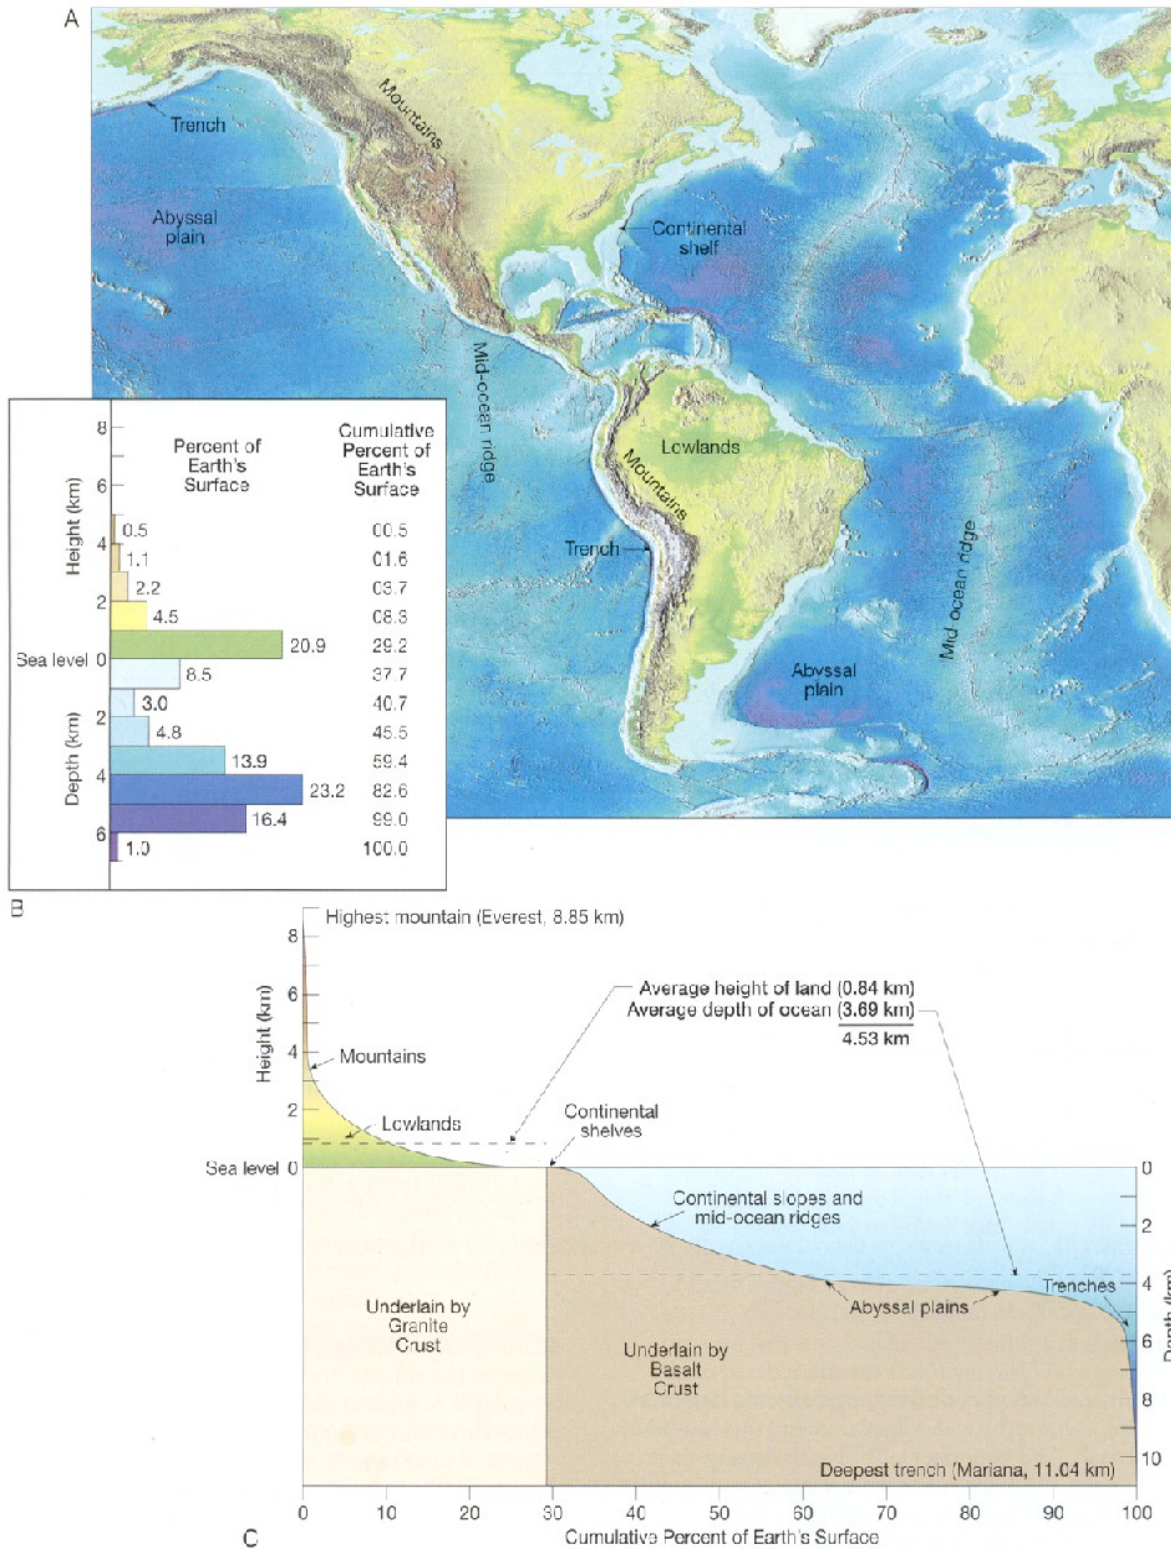 A
Mountains
Trench
Abyssal
plain
Continental
shelf
Mid-ocean ridge
Lowlands
Mountains
Trench
Mid-ocean ridge
Abyssal
plain
Percent of
Earth's
Surface
Cumulative
Percent of
Earth's
Surface
Height (km)
8
6
4
2
Sea level 0
Depth (km)
2
4
6
0.5 00.5
1.1 01.6
2.2 03.7
4.5 08.3
20.9 29.2
8.5 37.7
3.0 40.7
4.8 45.5
13.9 59.4
23.2 82.6
16.4 99.0
1.0 100.0
B
Highest mountain (Everest, 8.85 km)
Height (km)
8
6
4
2
Sea level 0
Average height of land (0.84 km)
Average depth of ocean (3.69 km)
4.53 km
Mountains
Lowlands
Continental
shelves
Continental slopes and
mid-ocean ridges
Trenches
Abyssal plains
Underlain by
Granite
Crust
Underlain by
Basalt
Crust
0
2
4
6
8
10
Depth (km)
Deepest trench (Mariana, 11.04 km)
0 10 20 30 40 50 60 70 80 90 100
C
Cumulative Percent of Earth's Surface